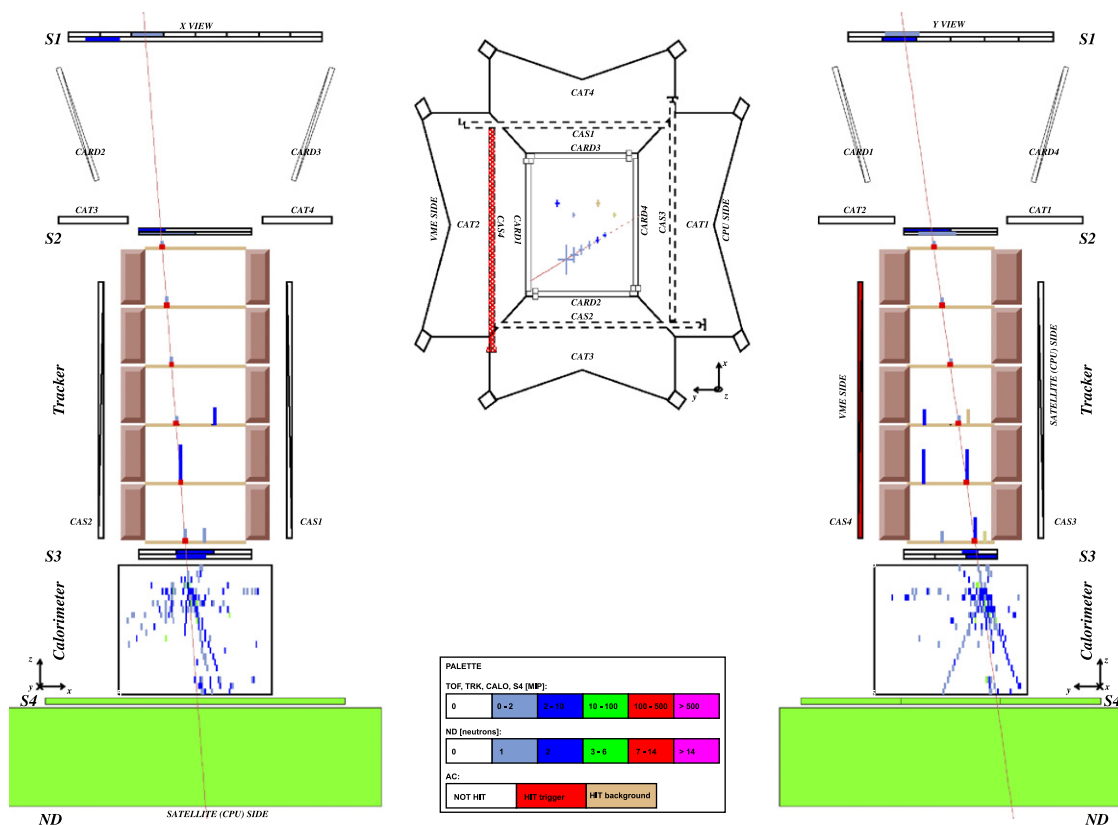 X VIEW
S1
CARD2
CARD3
CAT3
CAT4
S2
Tracker
CAS2
CAS1
S3
Calorimeter
z
y
x
S4
SATELLITE (CPU) SIDE
ND
CAT4
CAS1
CARD3
VME SIDE
CAT2
CAS4
CARD1
CARD4
CAS3
CAT1
CPU SIDE
CARD2
CAS2
CAT3
x
y
z
PALETTE
TOF, TRK, CALO, S4 [MIP]:
0
0 - 2
2 - 10
10 - 100
100 - 500
> 500
ND [neutrons]:
0
1
2
3 - 6
7 - 14
> 14
AC:
NOT HIT
HIT trigger
HIT background
Y VIEW
S1
CARD1
CARD4
CAT2
CAT1
S2
VME SIDE
SATELLITE (CPU) SIDE
Tracker
CAS4
CAS3
S3
Calorimeter
z
y
x
S4
ND